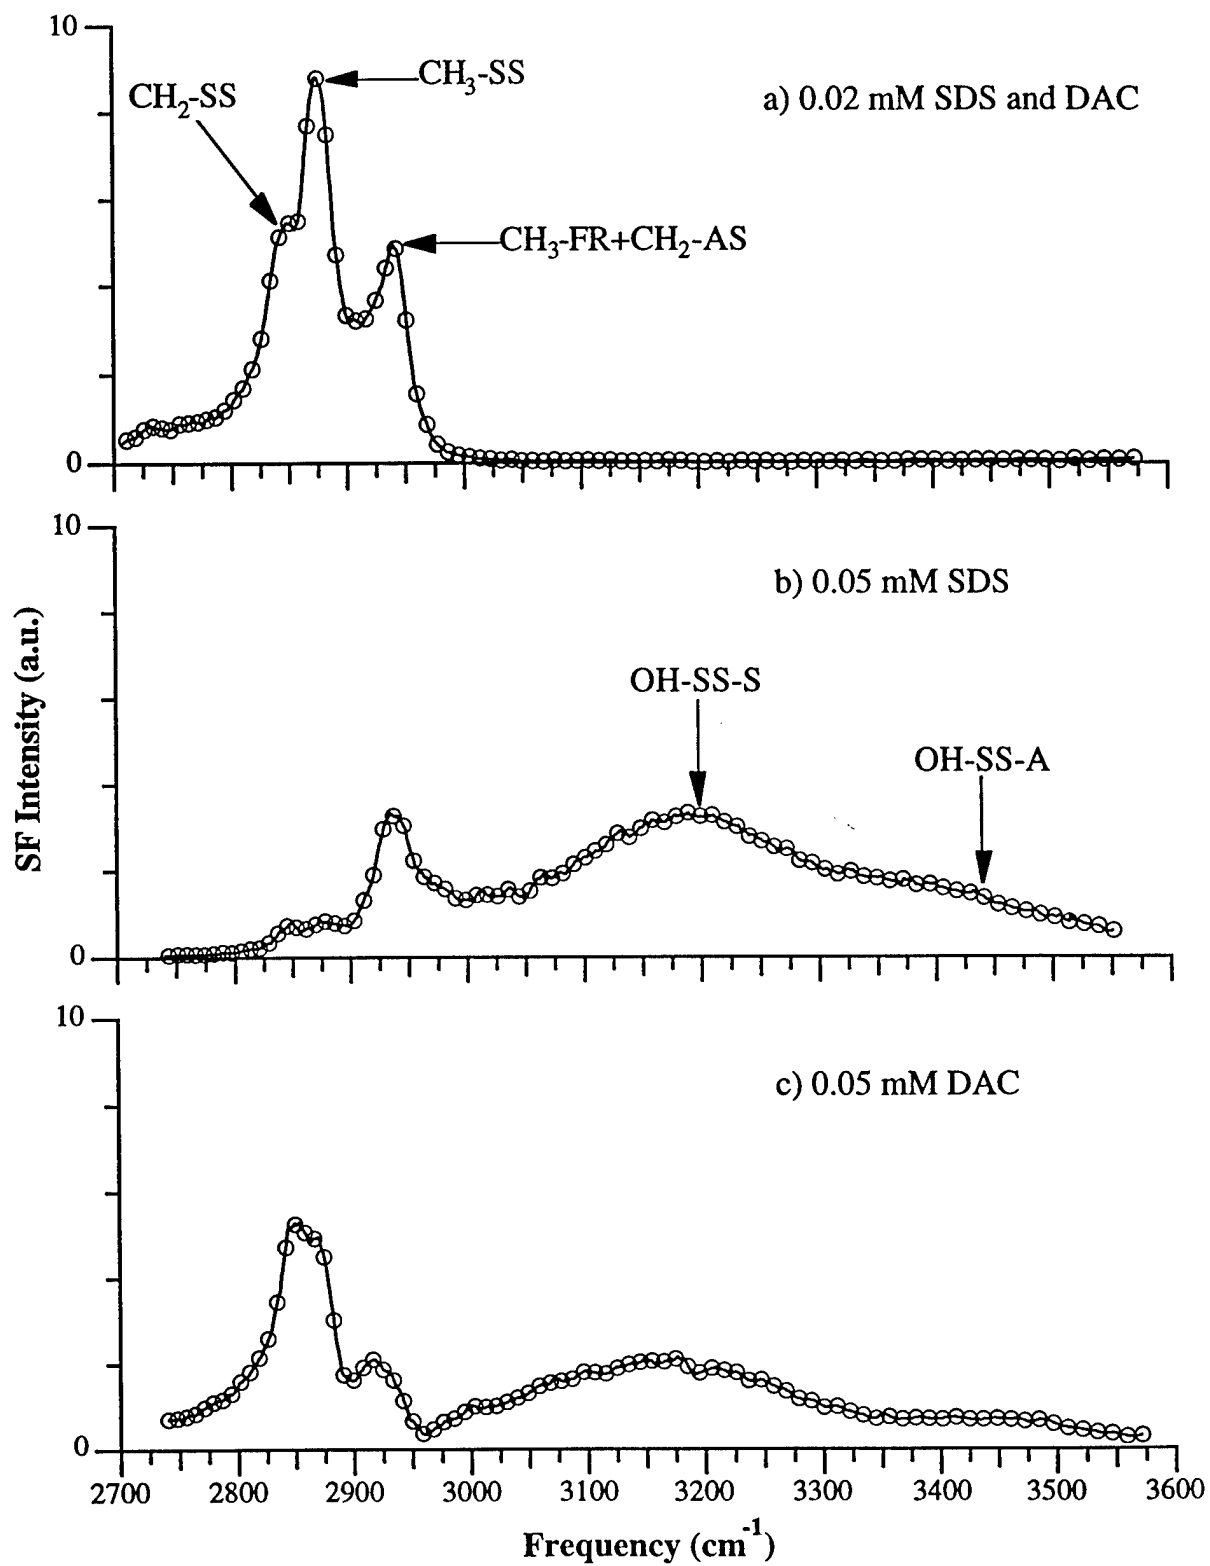 10
CH₃-SS
CH₂-SS
a) 0.02 mM SDS and DAC
CH₃-FR+CH₂-AS
0
10
b) 0.05 mM SDS
OH-SS-S
OH-SS-A
SF Intensity (a.u.)
0
10
c) 0.05 mM DAC
0
2700 2800 2900 3000 3100 3200 3300 3400 3500 3600
Frequency (cm⁻¹)